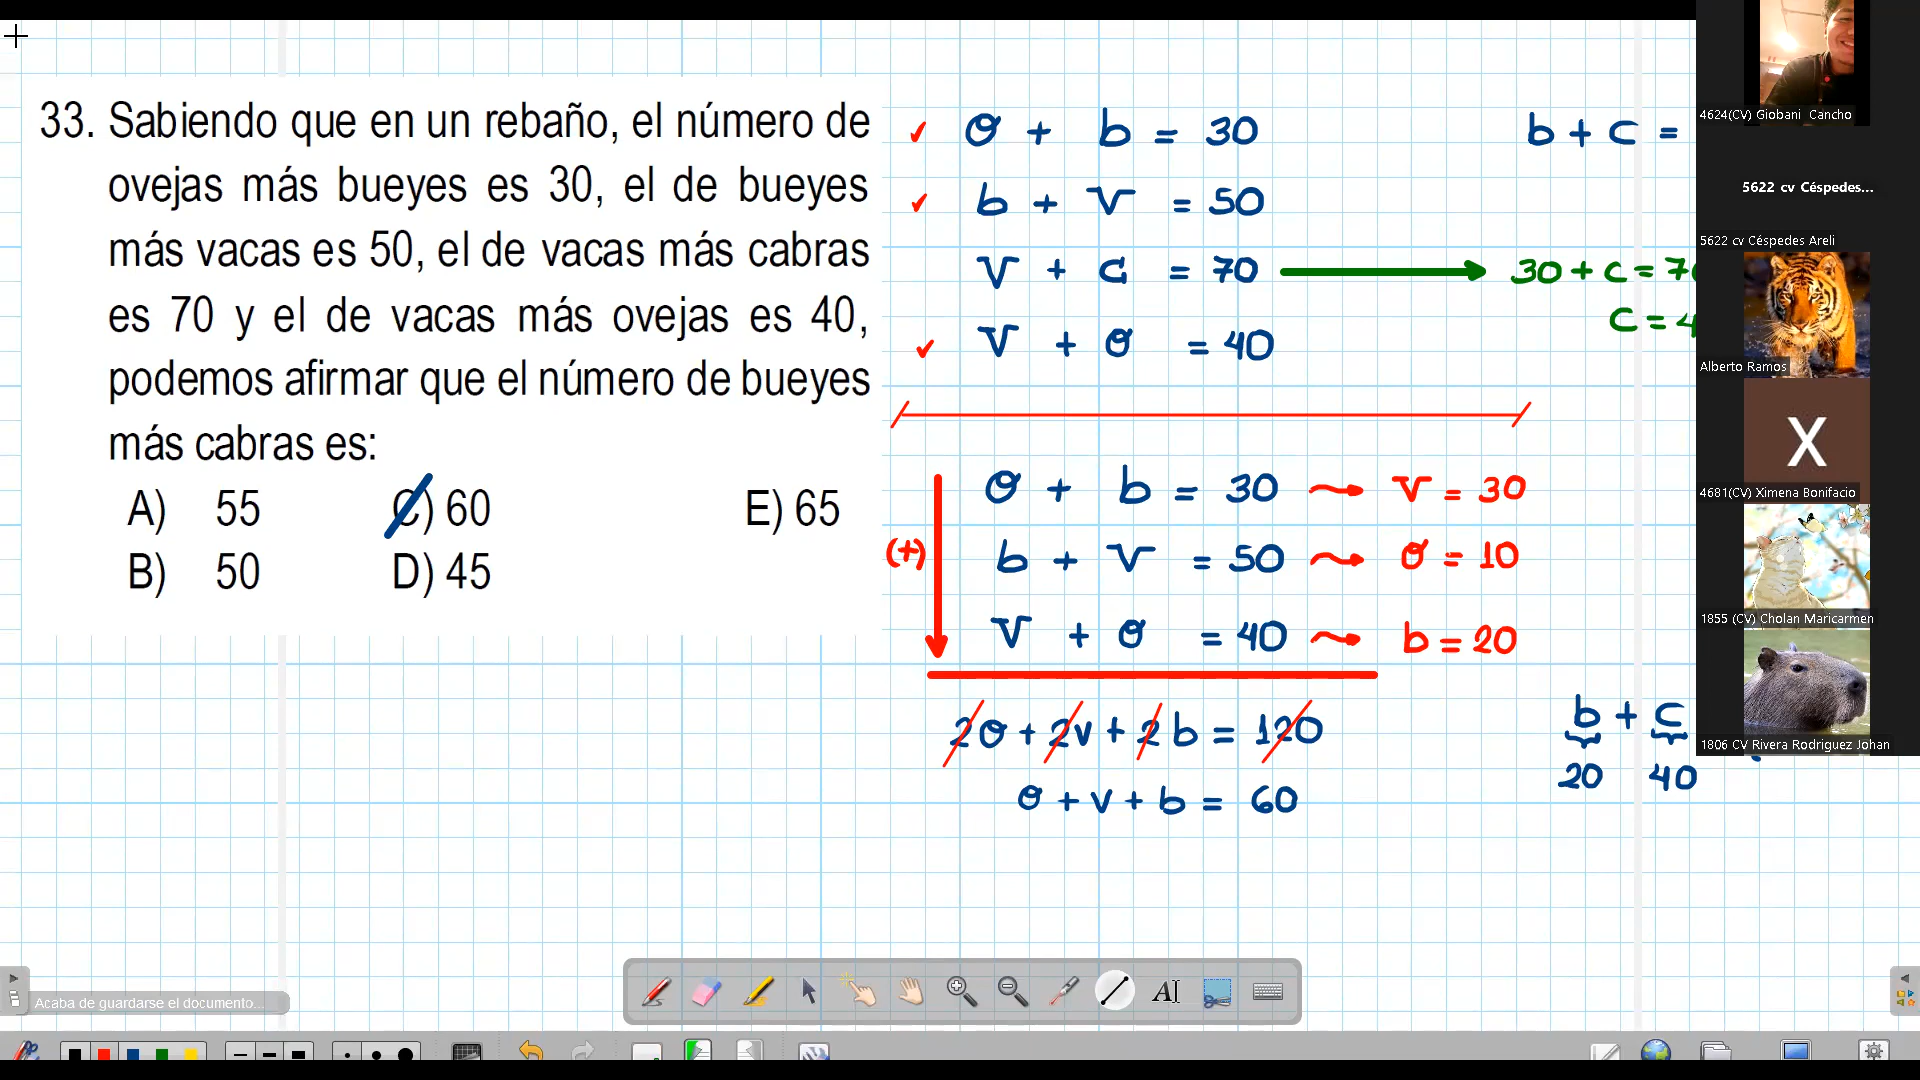 33. Sabiendo que en un rebaño, el número de
ovejas más bueyes es 30, el de bueyes
más vacas es 50, el de vacas más cabras
es 70 y el de vacas más ovejas es 40,
podemos afirmar que el número de bueyes
más cabras es:
A) 55 C) 60 E) 65
B) 50 D) 45
✓ O + b = 30
✓ b + V = 50
V + C = 70
✓ V + O = 40
b + c =
30 + c = 70
c = 4
(+)
O + b = 30 V = 30
b + V = 50 O = 10
V + O = 40 b = 20
2O + 2V + 2b = 120
O + V + b = 60
b + c
20 40
4624(CV) Giobani Cancho
5622 cv Céspedes...
5622 cv Céspedes Areli
Alberto Ramos
X
4681(CV) Ximena Bonifacio
1855 (CV) Cholan Maricarmen
1806 CV Rivera Rodriguez Johan
Acaba de guardarse el documento...
AI